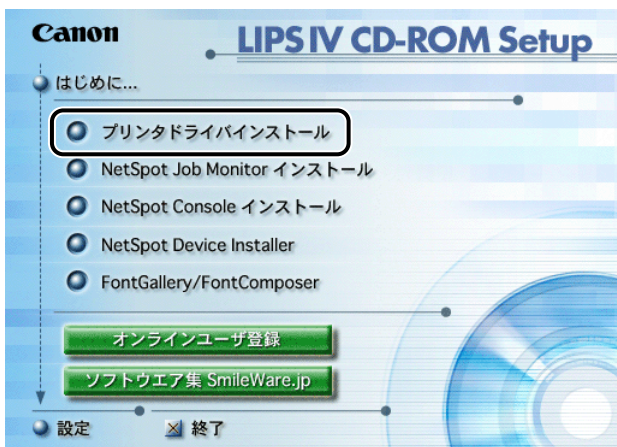 Canon
LIPS IV CD-ROM Setup
はじめに...
プリンタドライバインストール
NetSpot Job Monitor インストール
NetSpot Console インストール
NetSpot Device Installer
FontGallery/FontComposer
オンラインユーザ登録
ソフトウエア集 SmileWare.jp
設定 終了